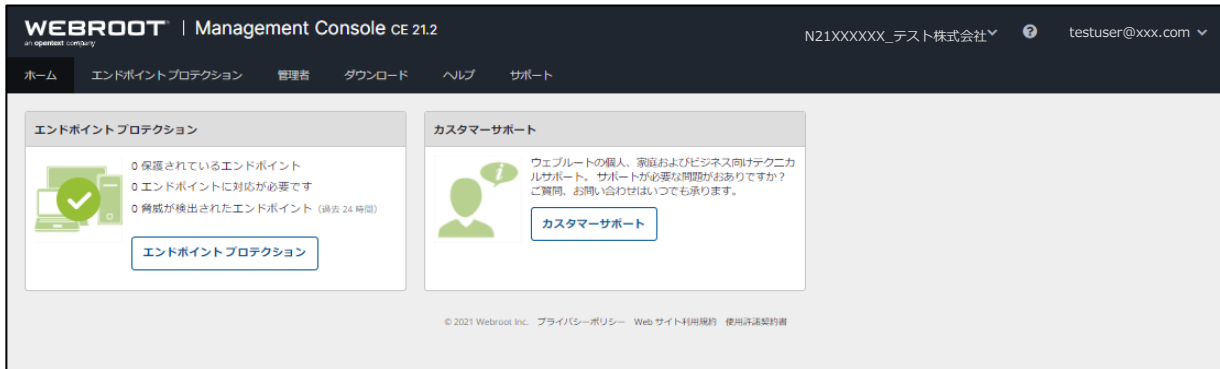 WEBROOT | Management Console CE 21.2
an opentext company
N21XXXXXX_テスト株式会社
testuser@xxx.com
ホーム エンドポイント プロテクション 管理者 ダウンロード ヘルプ サポート
エンドポイント プロテクション
0 保護されているエンドポイント
0 エンドポイントに対応が必要です
0 脅威が検出されたエンドポイント (過去 24 時間)
エンドポイント プロテクション
カスタマーサポート
ウェブルートの個人、家庭およびビジネス向けテクニカ
ルサポート。 サポートが必要な問題がおありですか？
ご質問、お問い合わせはいつでも承ります。
カスタマーサポート
© 2021 Webroot Inc. プライバシーポリシー Web サイト利用規約 使用許諾契約書